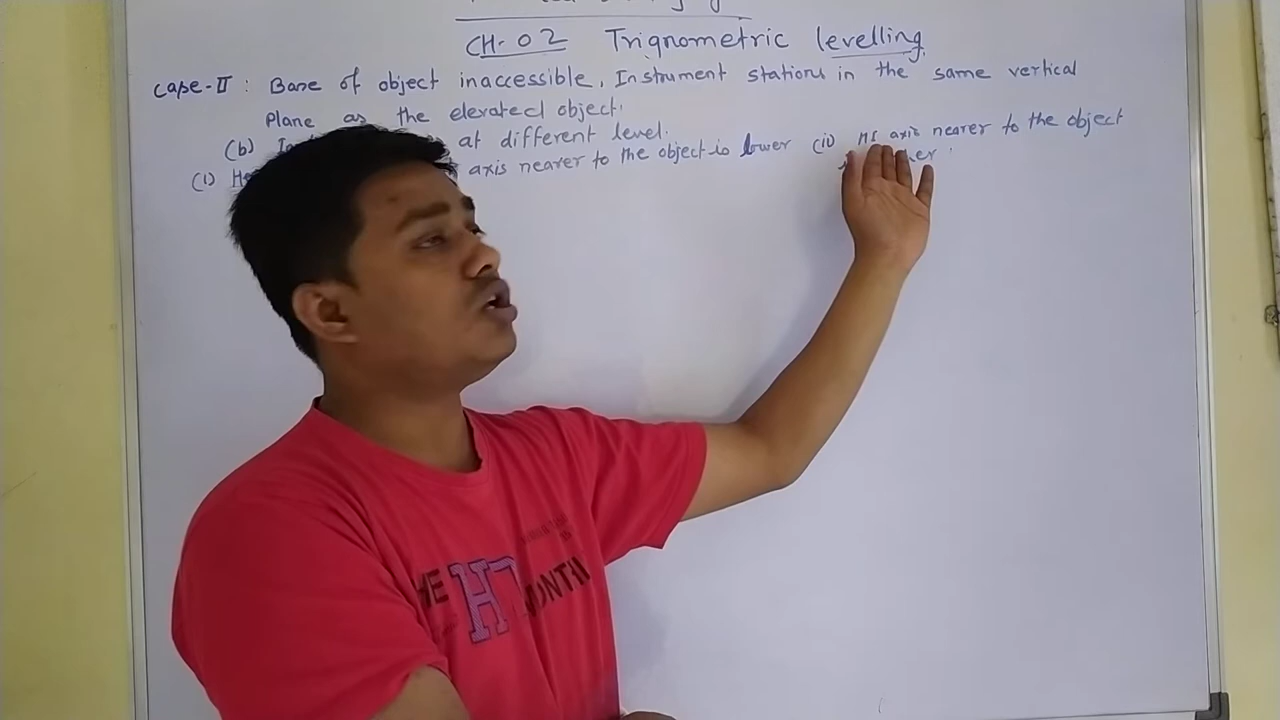 CH-02 Trignometric levelling
Case-II : Base of object inaccessible, Instrument stations in the same vertical
Plane as the elevated object.
(b) at different level.
(i) axis nearer to the object is lower (ii) axis nearer to the object